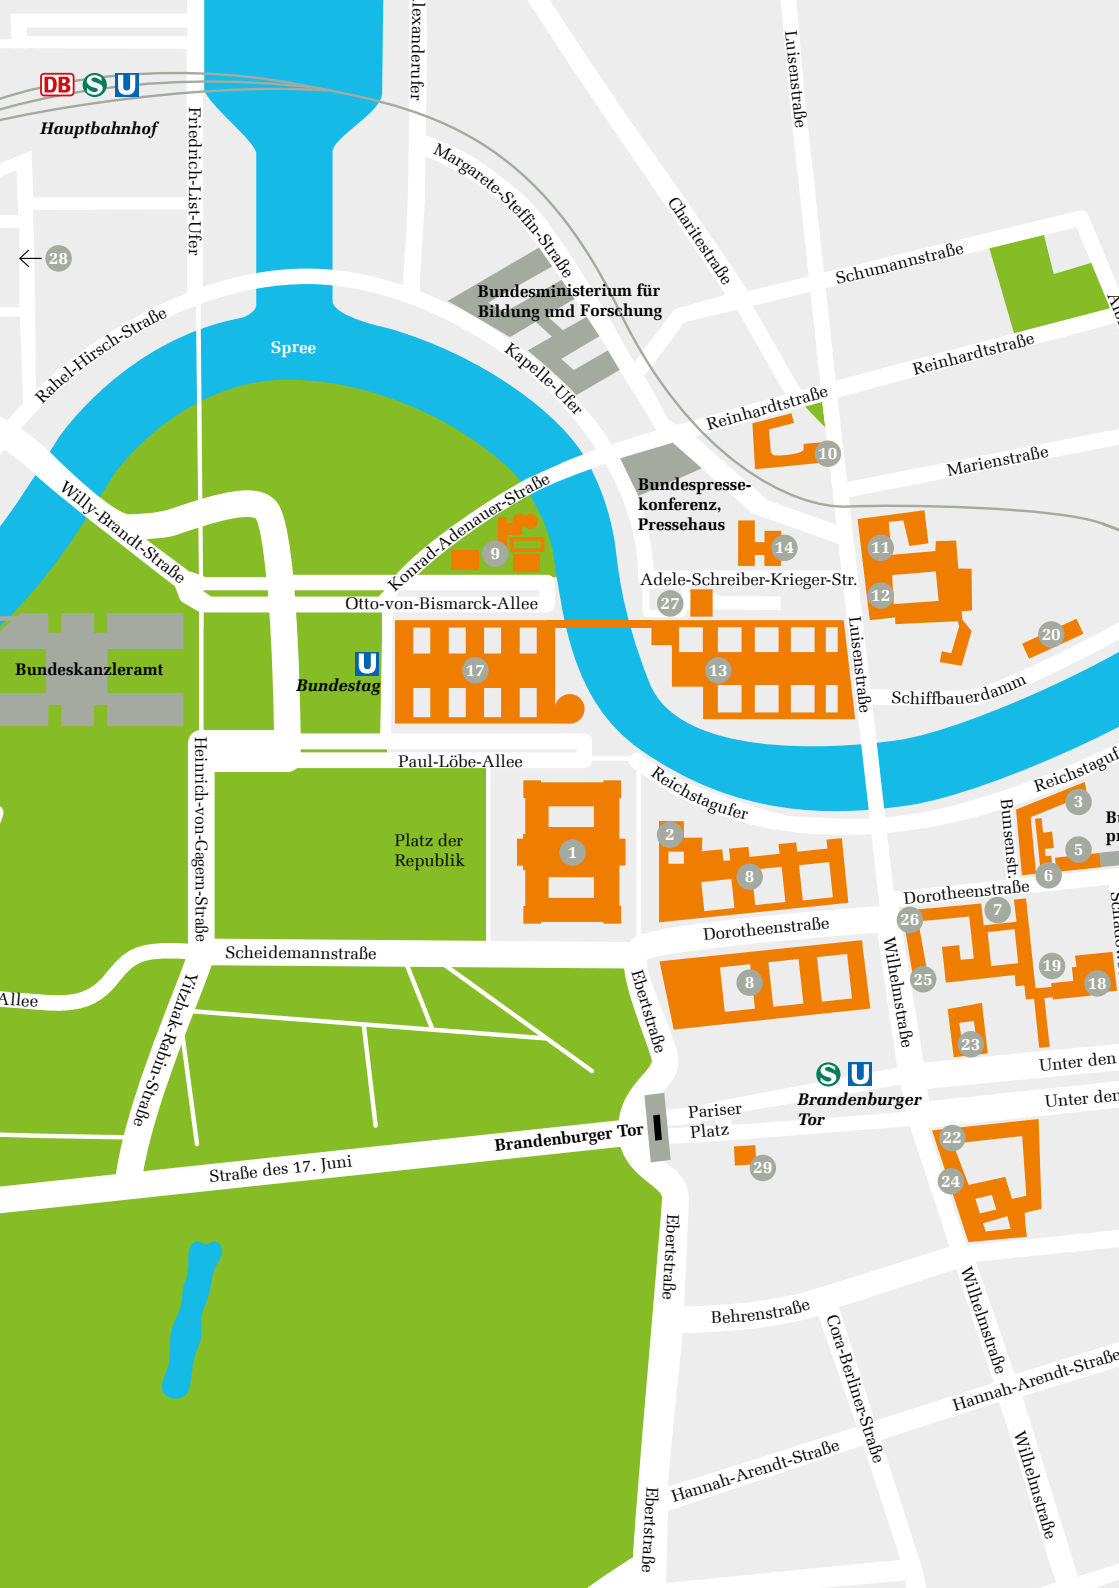 lexanderufer
Luisenstraße
DB S U
Hauptbahnhof
Friedrich-List-Ufer
Margarete-Steffin-Straße
Charitestraße
28
Schumannstraße
Bundesministerium für
Bildung und Forschung
Rahel-Hirsch-Straße
Spree
Kapelle-Ufer
Reinhardtstraße
Reinhardtstraße
10
Marienstraße
Bundespresse-
konferenz,
Pressehaus
Willy-Brandt-Straße
Konrad-Adenauer-Straße
9
14
11
Adele-Schreiber-Krieger-Str.
Otto-von-Bismarck-Allee
27
12
20
Luisenstraße
Bundeskanzleramt
U
Bundestag
17
13
Schiffbauerdamm
Heinrich-von-Gagern-Straße
Paul-Löbe-Allee
Reichstagufer
Reichstaguf
Bunsenstr.
3
Bu
pr
Platz der
Republik
1
2
5
6
8
Dorotheenstraße
Dorotheenstraße
7
26
Schadows
Scheidemannstraße
Wilhelmstraße
19
18
25
8
Allee
Yitzhak-Rabin-Straße
Ebertstraße
23
Unter den
S U
Brandenburger
Tor
Unter den
Pariser
Platz
Brandenburger Tor
22
29
24
Straße des 17. Juni
Ebertstraße
Behrenstraße
Wilhelmstraße
Cora-Berliner-Straße
Hannah-Arendt-Straße
Hannah-Arendt-Straße
Wilhelmstraße
Ebertstraße